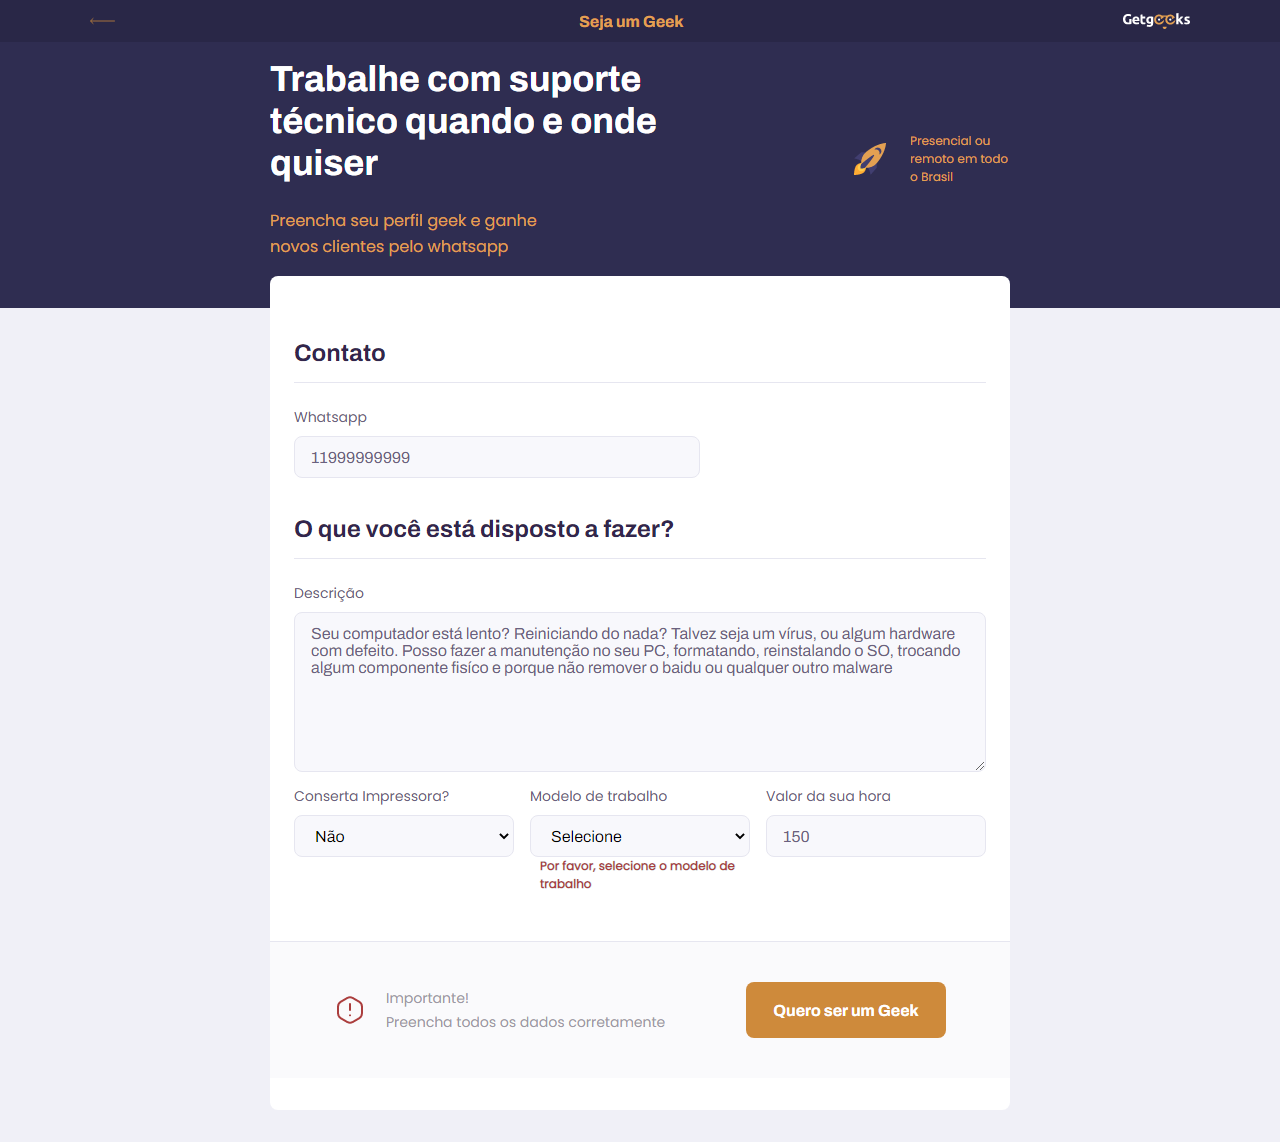 Seja um Geek
Getgeeks
Trabalhe com suporte
técnico quando e onde
quiser
Presencial ou
remoto em todo
o Brasil
Preencha seu perfil geek e ganhe
novos clientes pelo whatsapp
Contato
Whatsapp
11999999999
O que você está disposto a fazer?
Descrição
Seu computador está lento? Reiniciando do nada? Talvez seja um vírus, ou algum hardware
com defeito. Posso fazer a manutenção no seu PC, formatando, reinstalando o SO, trocando
algum componente fisíco e porque não remover o baidu ou qualquer outro malware
Conserta Impressora?
Modelo de trabalho
Valor da sua hora
Não
Selecione
150
Por favor, selecione o modelo de
trabalho
Importante!
Preencha todos os dados corretamente
Quero ser um Geek